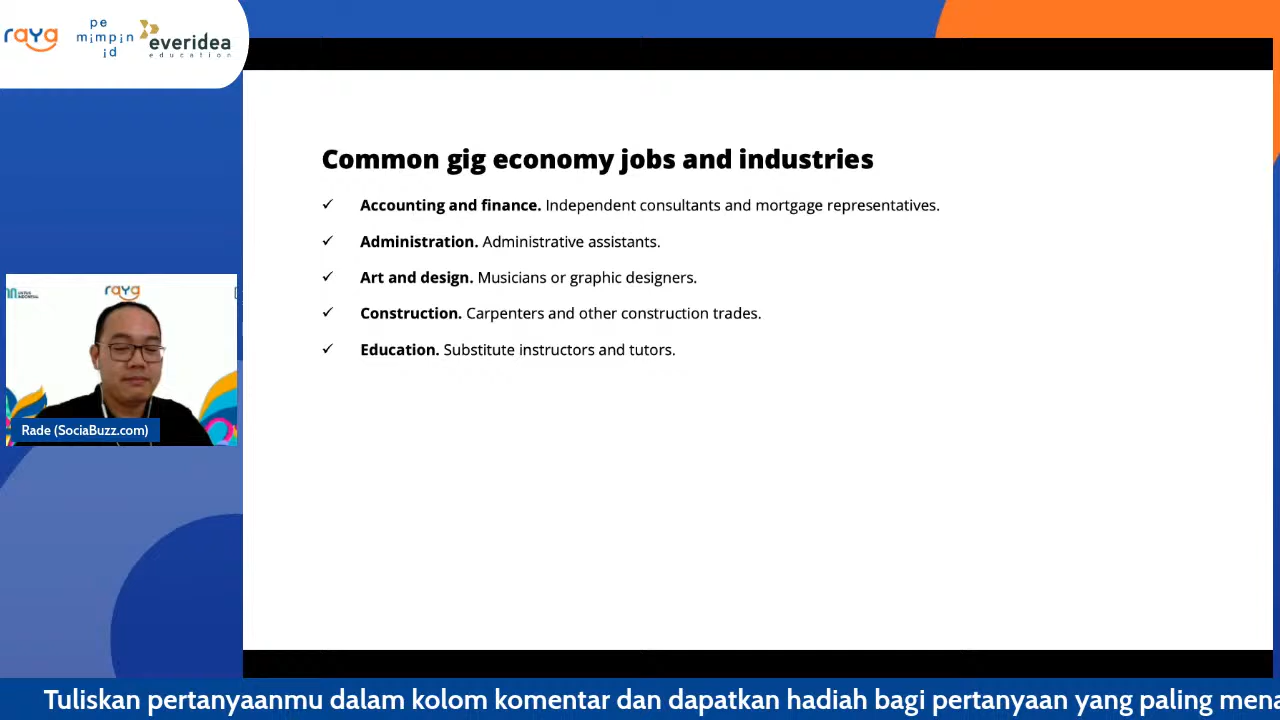 raya
pe
mimpin
id
everidea
education
Common gig economy jobs and industries
✓ Accounting and finance. Independent consultants and mortgage representatives.
✓ Administration. Administrative assistants.
✓ Art and design. Musicians or graphic designers.
✓ Construction. Carpenters and other construction trades.
✓ Education. Substitute instructors and tutors.
raya
Rade (SociaBuzz.com)
Tuliskan pertanyaanmu dalam kolom komentar dan dapatkan hadiah bagi pertanyaan yang paling mena